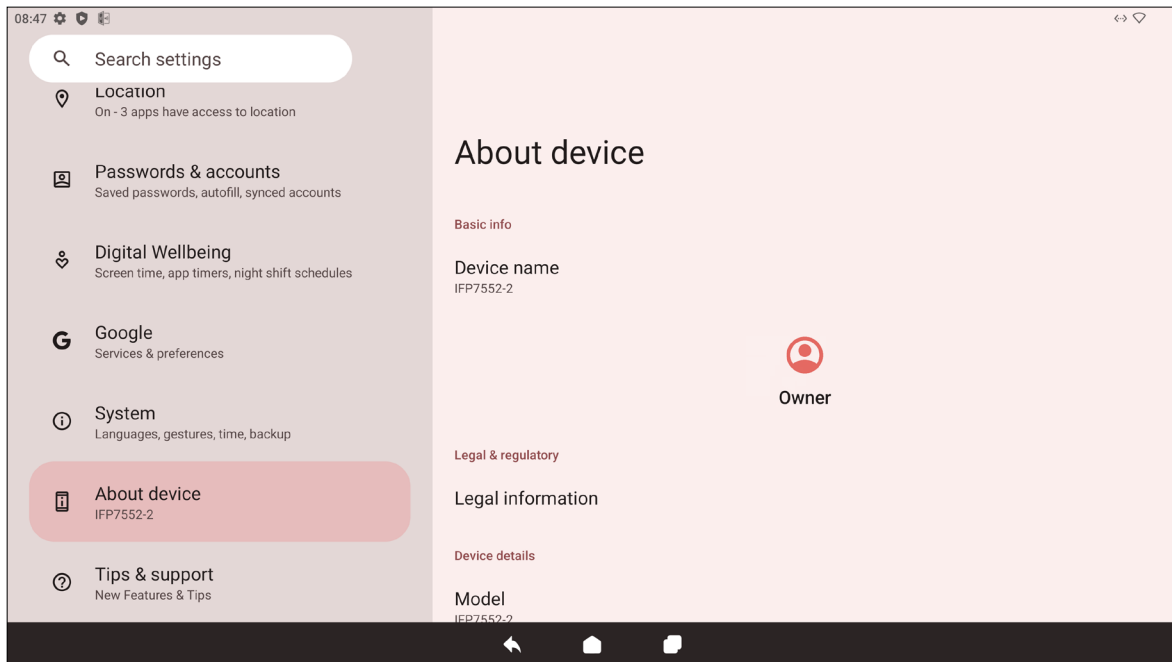 08:47
Search settings
Location
On - 3 apps have access to location
Passwords & accounts
Saved passwords, autofill, synced accounts
Digital Wellbeing
Screen time, app timers, night shift schedules
Google
Services & preferences
System
Languages, gestures, time, backup
About device
IFP7552-2
Tips & support
New Features & Tips
About device
Basic info
Device name
IFP7552-2
Owner
Legal & regulatory
Legal information
Device details
Model
IFP7552-2